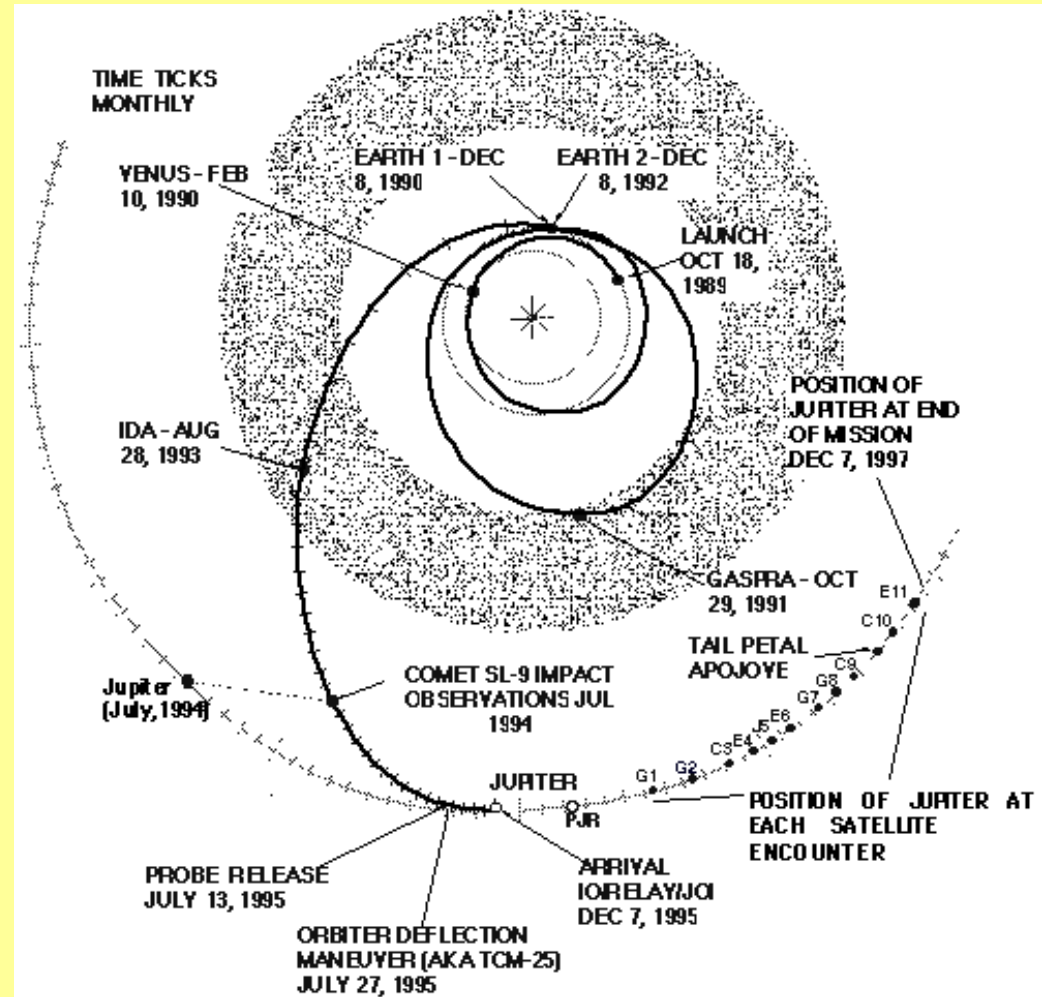 TIME TICKS
MONTHLY
VENUS - FEB
10, 1990
EARTH 1 - DEC
8, 1990
EARTH 2 - DEC
8, 1992
LAUNCH
OCT 18,
1989
POSITION OF
JUPITER AT END
OF MISSION
DEC 7, 1997
IDA - AUG
28, 1993
GASPRA - OCT
29, 1991
E11
C10
TAIL PETAL
APOJOVE
C9
G8
G7
E6
J5
E4
C3
G2
G1
Jupiter
(July, 1994)
COMET SL-9 IMPACT
OBSERVATIONS JUL
1994
JUPITER
PJR
POSITION OF JUPITER AT
EACH SATELLITE
ENCOUNTER
PROBE RELEASE
JULY 13, 1995
ARRIVAL
IO/RELAY/JOI
DEC 7, 1995
ORBITER DEFLECTION
MANEUVER (AKA TCM-25)
JULY 27, 1995